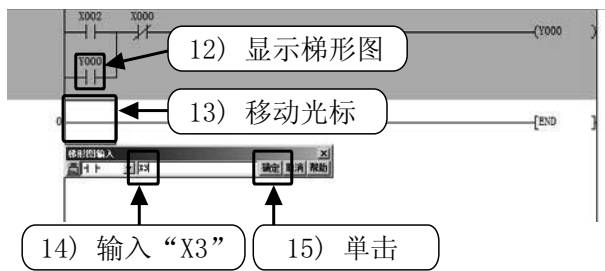 X002 X000
(Y000 )
12) 显示梯形图
Y000
13) 移动光标
0
[END ]
梯形图输入
X3 确定 取消 帮助
14) 输入“X3”
15) 単击